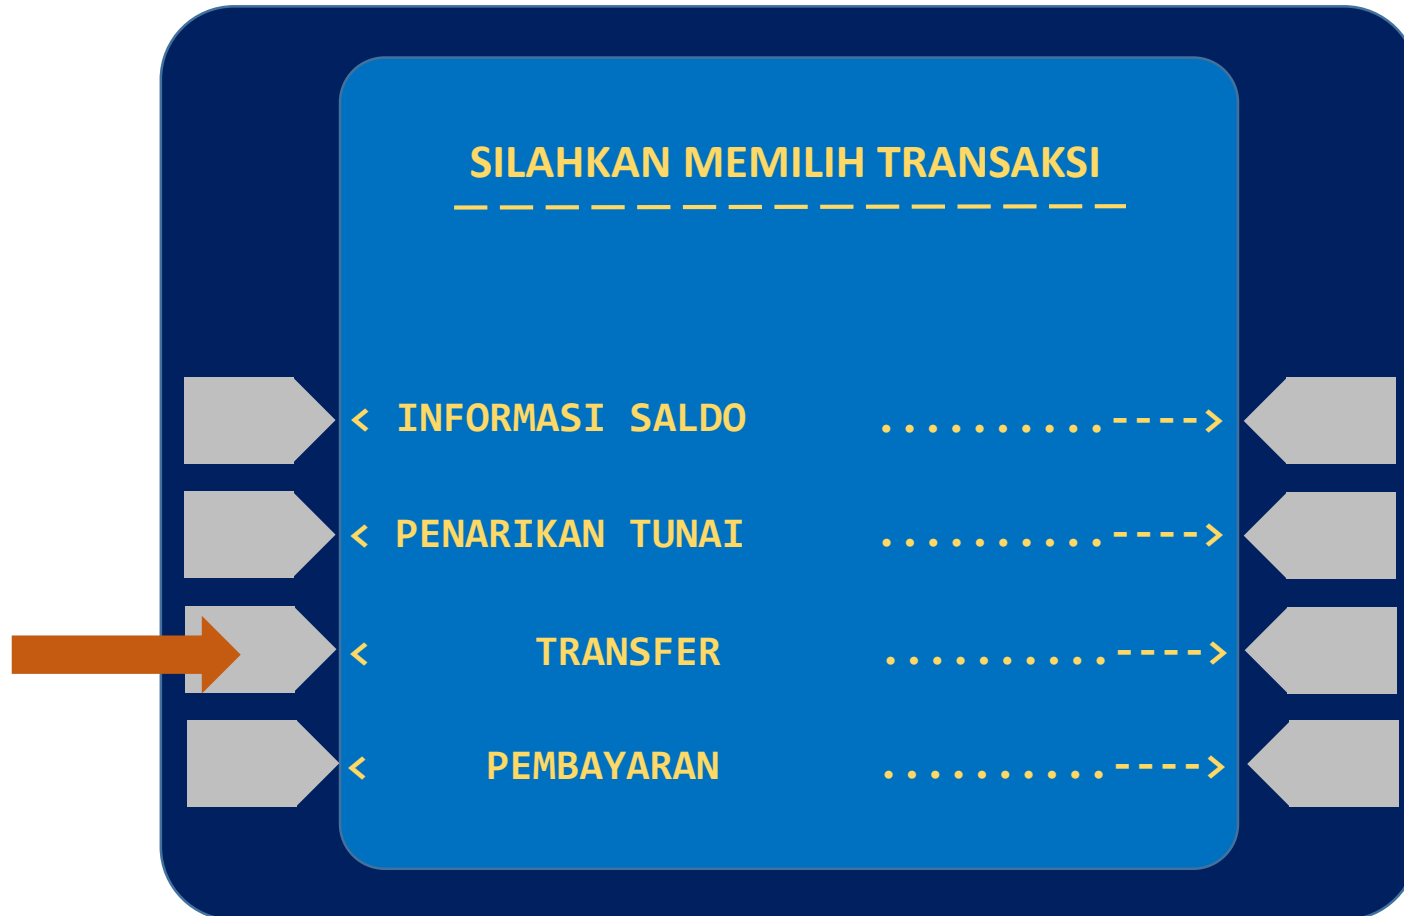 SILAHKAN MEMILIH TRANSAKSI
— — — — — — — — — — — — — — —
< INFORMASI SALDO ..........---->
< PENARIKAN TUNAI ..........---->
< TRANSFER ..........---->
< PEMBAYARAN ..........---->